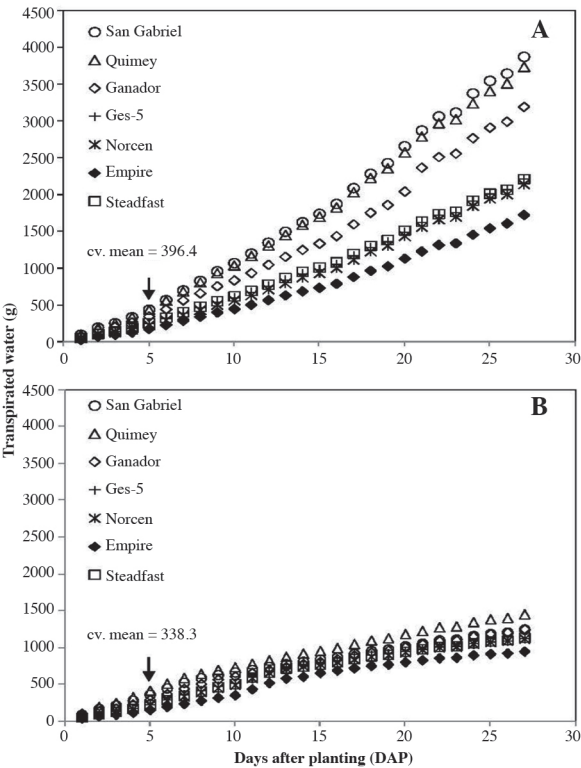 4500
4000
3500
3000
2500
2000
1500
1000
500
0
A
San Gabriel
Quimey
Ganador
Ges-5
Norcen
Empire
Steadfast
cv. mean = 396.4
0 5 10 15 20 25 30
Transpirated water (g)
4500
4000
3500
3000
2500
2000
1500
1000
500
0
B
San Gabriel
Quimey
Ganador
Ges-5
Norcen
Empire
Steadfast
cv. mean = 338.3
0 5 10 15 20 25 30
Days after planting (DAP)